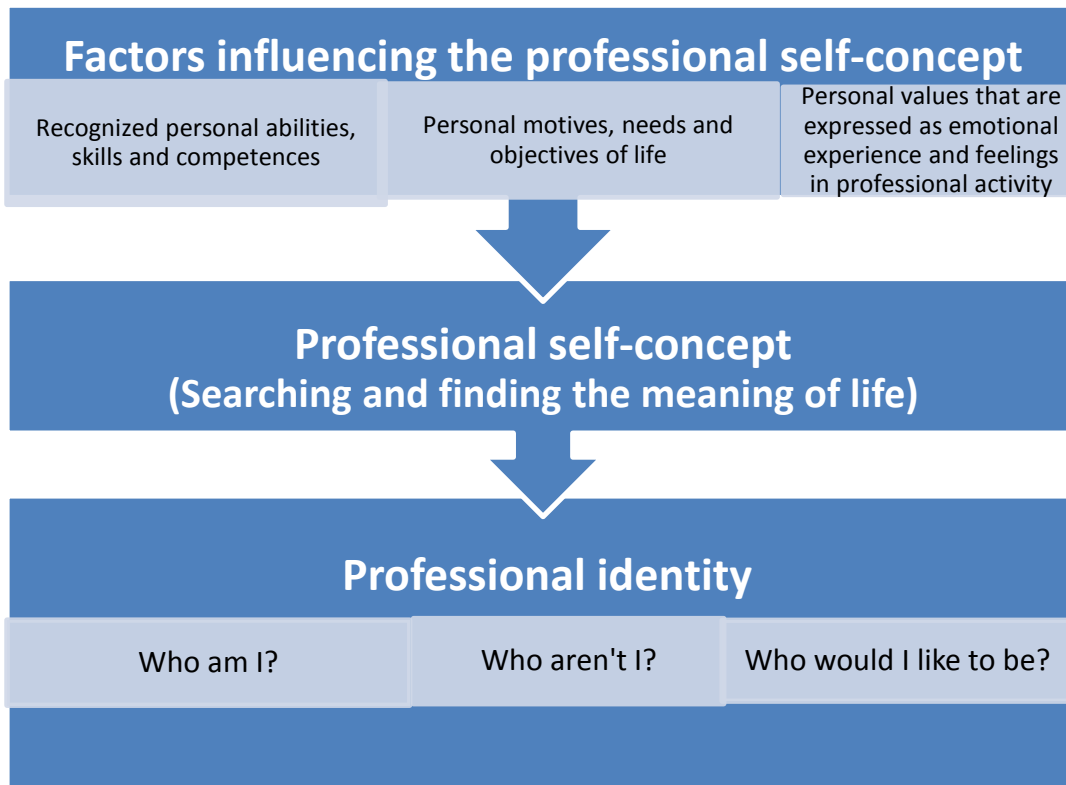 Factors influencing the professional self-concept
Recognized personal abilities,
skills and competences
Personal motives, needs and
objectives of life
Personal values that are
expressed as emotional
experience and feelings
in professional activity
Professional self-concept
(Searching and finding the meaning of life)
Professional identity
Who am I?
Who aren't I?
Who would I like to be?